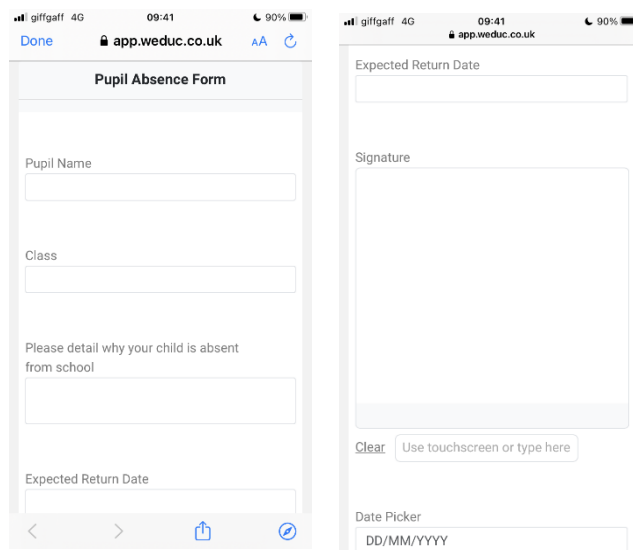 giffgaff 4G 09:41 90%
Done app.weduc.co.uk AA
Pupil Absence Form
Pupil Name
Class
Please detail why your child is absent
from school
Expected Return Date
giffgaff 4G 09:41 90%
app.weduc.co.uk
Expected Return Date
Signature
Clear Use touchscreen or type here
Date Picker
DD/MM/YYYY